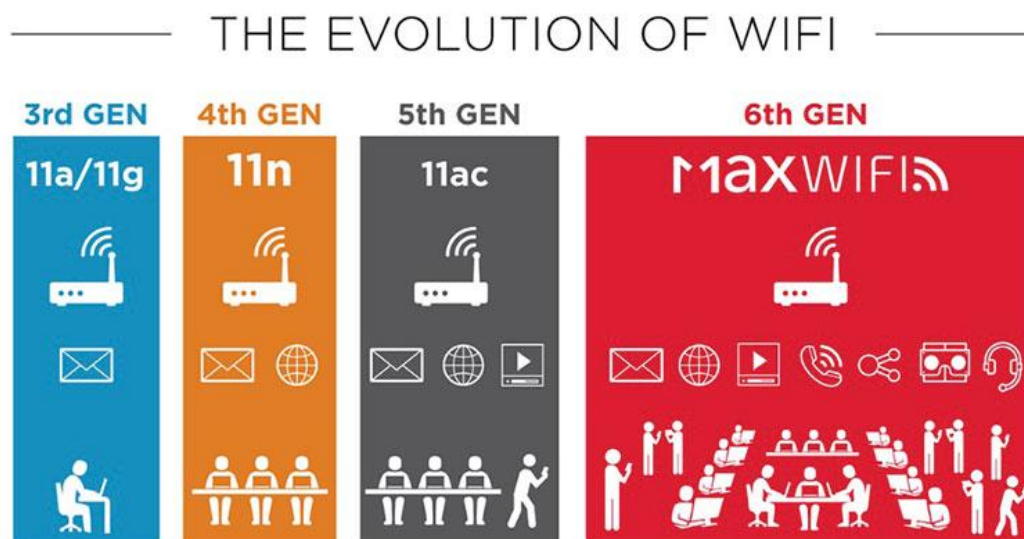 THE EVOLUTION OF WIFI
3rd GEN
4th GEN
5th GEN
6th GEN
11a/11g
11n
11ac
MaxWIFI